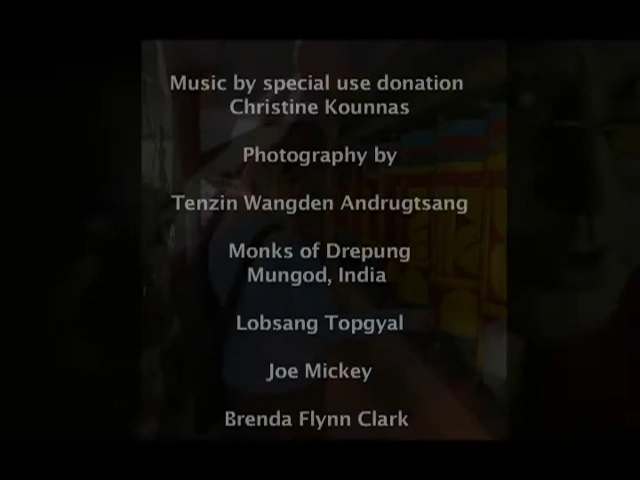 Music by special use donation
Christine Kounnas
Photography by
Tenzin Wangden Andrugtsang
Monks of Drepung
Mungod, India
Lobsang Topgyal
Joe Mickey
Brenda Flynn Clark